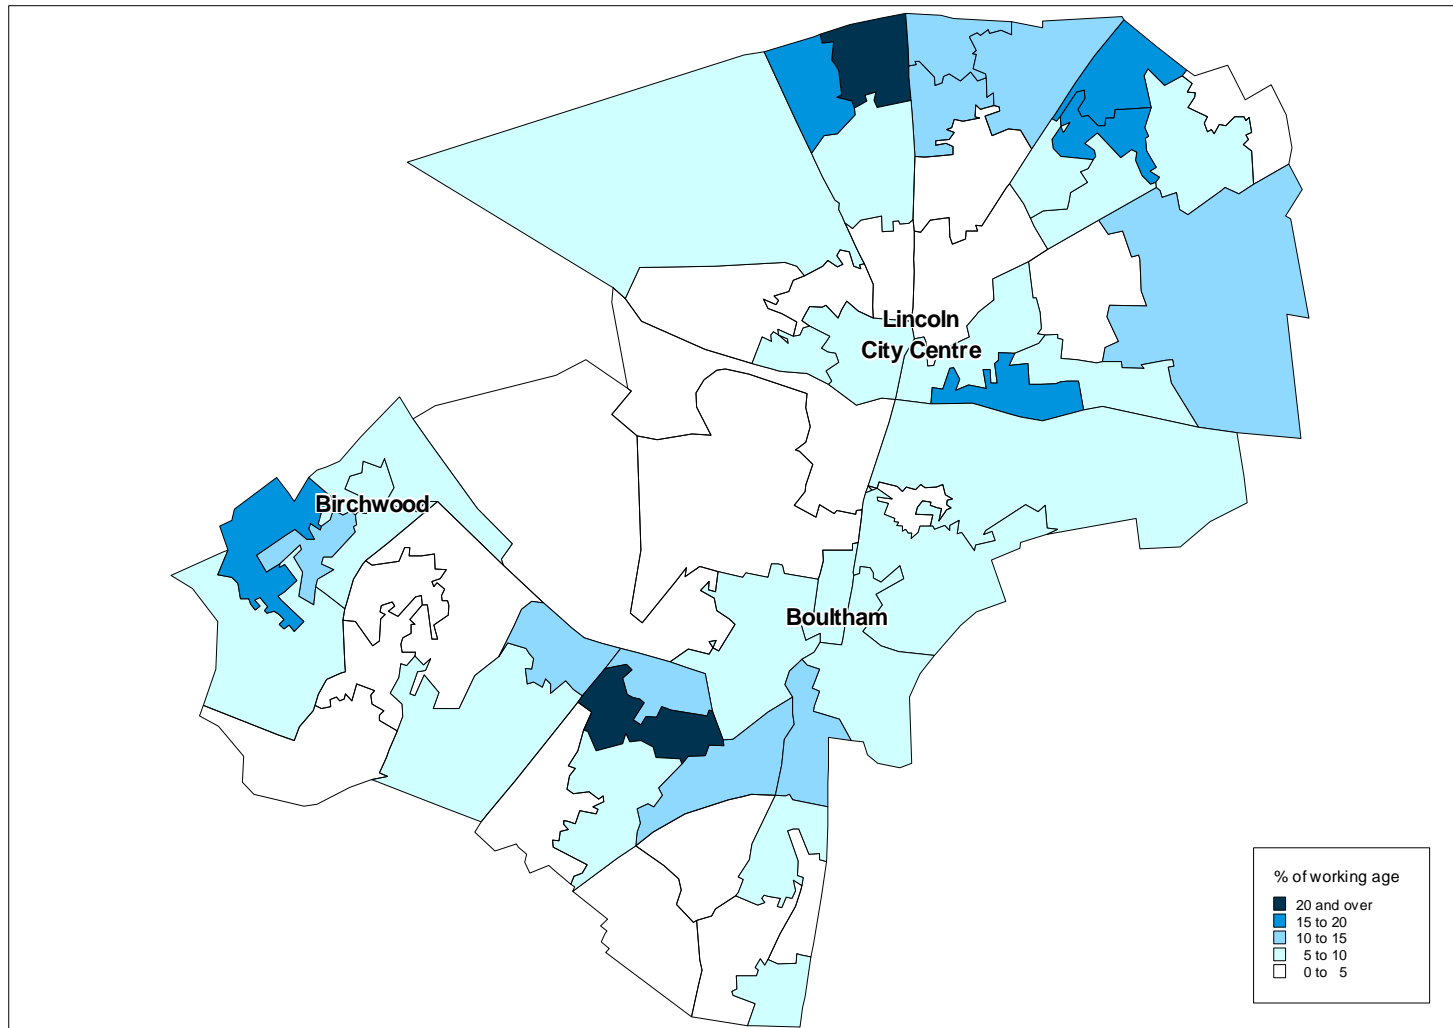 Lincoln
City Centre
Birchwood
Boultham
% of working age
20 and over
15 to 20
10 to 15
5 to 10
0 to 5